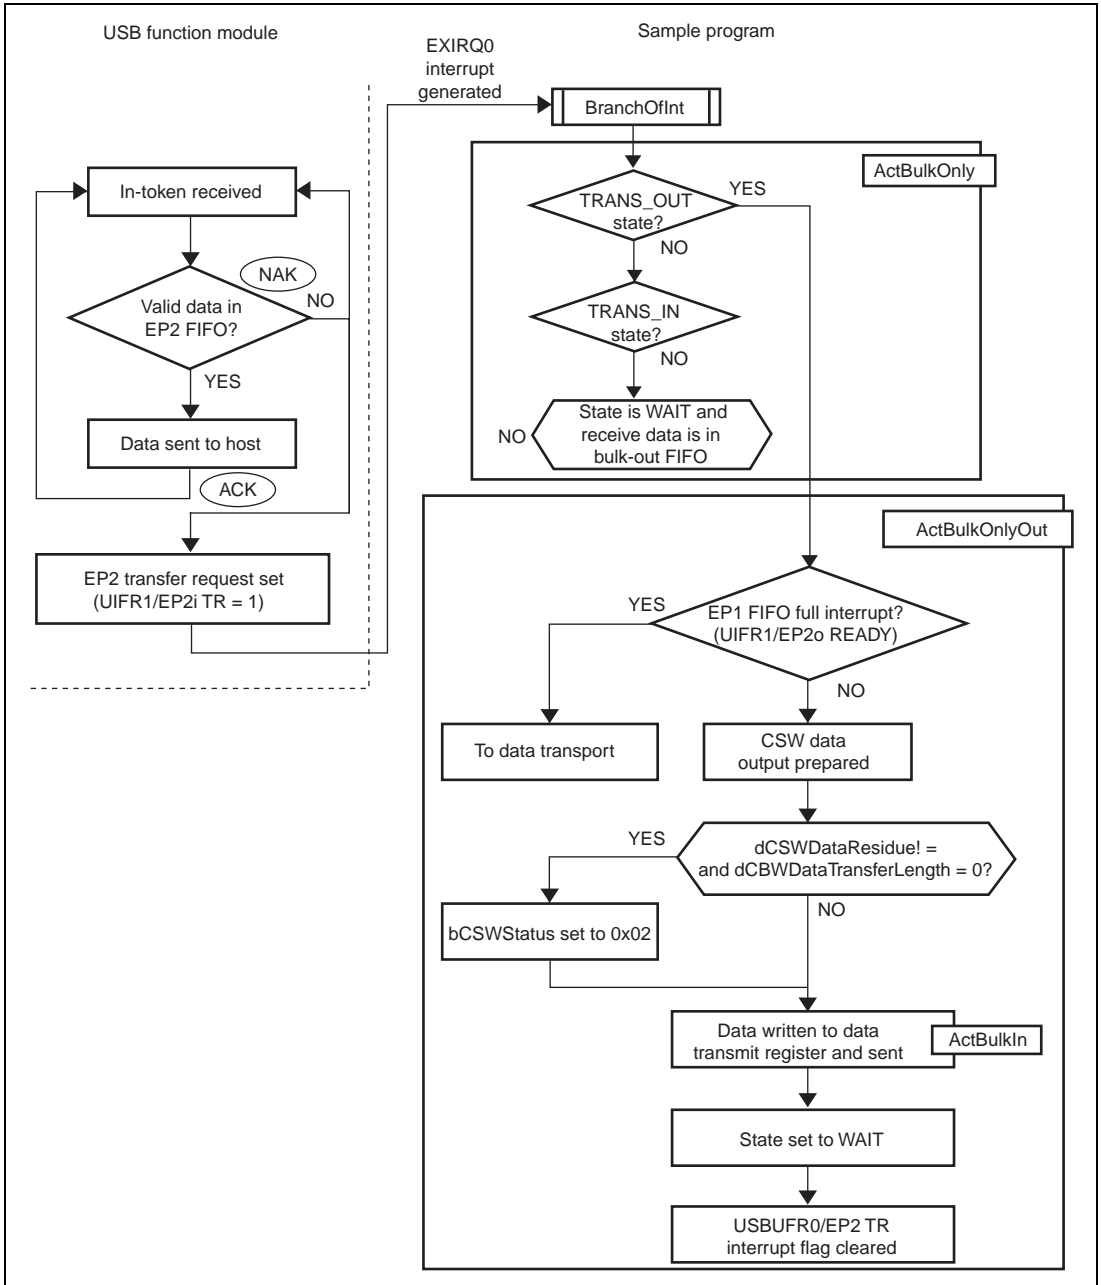 USB function module
Sample program
EXIRQ0
interrupt
generated
BranchOfInt
ActBulkOnly
In-token received
TRANS_OUT
state?
YES
NO
NAK
Valid data in
EP2 FIFO?
NO
YES
TRANS_IN
state?
NO
Data sent to host
ACK
State is WAIT and
receive data is in
bulk-out FIFO
NO
ActBulkOnlyOut
EP2 transfer request set
(UIFR1/EP2i TR = 1)
EP1 FIFO full interrupt?
(UIFR1/EP2o READY)
YES
NO
To data transport
CSW data
output prepared
dCSWDataResidue! =
and dCBWDataTransferLength = 0?
YES
NO
bCSWStatus set to 0x02
Data written to data
transmit register and sent
ActBulkIn
State set to WAIT
USBUFR0/EP2 TR
interrupt flag cleared